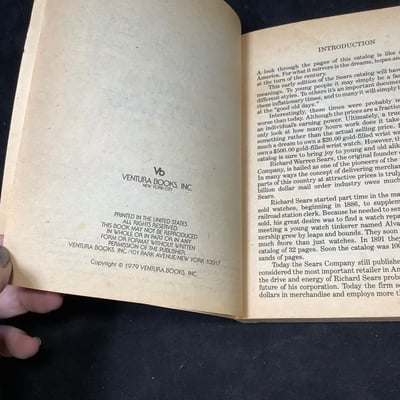 Vb
VENTURA BOOKS, INC.
NEW YORK CITY
PRINTED IN THE UNITED STATES
ALL RIGHTS RESERVED
THIS BOOK MAY NOT BE REPRODUCED
IN WHOLE OR IN PART OR IN ANY
FORM OR FORMAT WITHOUT WRITTEN
PERMISSION OF THE PUBLISHER,
VENTURA BOOKS, INC./101 PARK AVENUE/NEW YORK 10017
Copyright © 1979 VENTURA BOOKS, INC.
INTRODUCTION
A look through the pages of this catalog is like
America. For what it mirrors is the dreams, hopes and
at the turn of the century.
This early edition of the Sears catalog will have
meanings. To young people it may simply be a
different styles. To others it's an important document
these inflationary times, and to many it will simply b
at the "good old days".
Interestingly, these times were probably no
worse than today. Although the prices are a fractio
an individuals earning power. Ultimately, a true
only look at how many hours work does it take
something rather than the actual selling price. I
much a dream to own a $20.00 gold-filled wrist wat
own a $500.00 gold-filled wrist watch. However, the
catalog is sure to bring joy to young and old alike
Richard Warren Sears, the original founder o
Company, is hailed as one of the pioneers of the
In many ways the concept of delivering merchand
parts of this country at attractive prices is truly
billion dollar mail order industry owes much
Sears.
Richard Sears started part time in the ma
sold watches, beginning in 1886, to supplem
railroad station clerk. Because he needed to se
sold, his great desire was to find a watch repa
meeting a young watch tinkerer named Alva
nership grew by leaps and bounds. They soo
much more than just watches. In 1891 the
catalog of 32 pages. Soon the catalog was 100
sands of pages.
Today the Sears Company still publishe
considered the most important retailer in Am
the drive and energy of Richard Sears proba
future of his corporation. Today the firm se
dollars in merchandise and employs more t